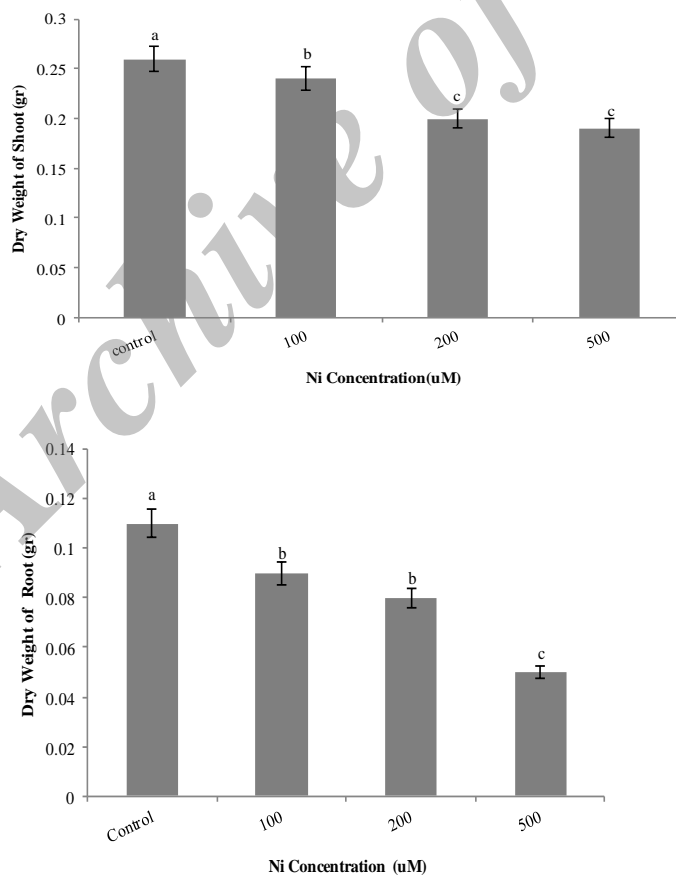 0.3
a
b
0.25
c
c
0.2
0.15
0.1
0.05
0
Dry Weight of Shoot (gr)
control
100
200
500
Ni Concentration(uM)
Archive of
0.14
0.12
a
b
b
0.1
0.08
c
0.06
0.04
0.02
0
Dry Weight of Root (gr)
Control
100
200
500
Ni Concentration (uM)